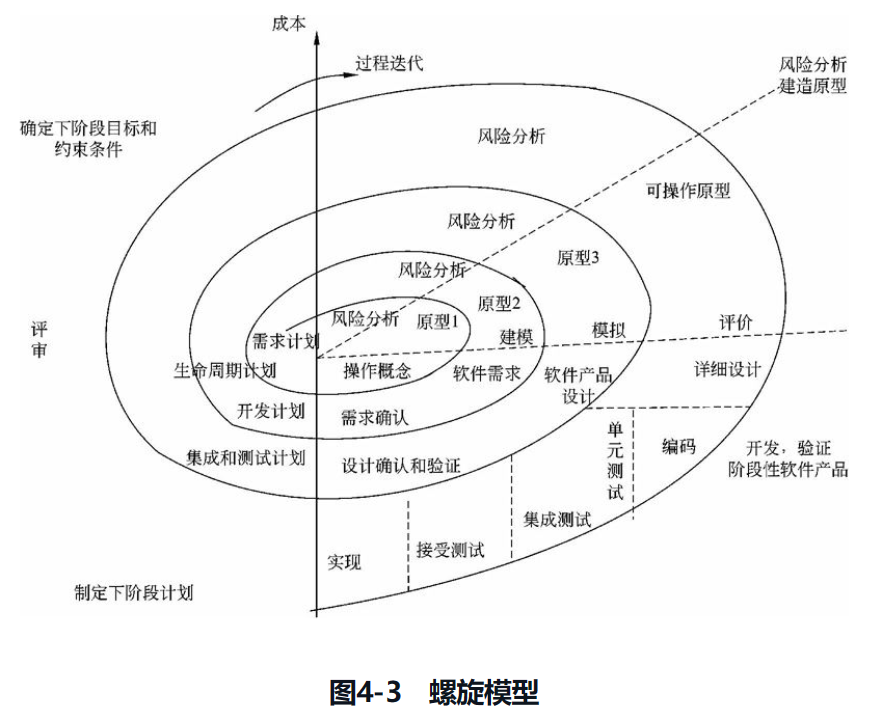 成本
过程迭代
风险分析
建造原型
确定下阶段目标和
约束条件
风险分析
可操作原型
风险分析
原型3
风险分析
原型2
风险分析
原型1
评
审
需求计划
建模
模拟
评价
生命周期计划
操作概念
软件需求
软件产品
设计
详细设计
开发计划
需求确认
单
元
测
试
编码
开发，验证
阶段性软件产品
集成和测试计划
设计确认和验证
集成测试
接受测试
实现
制定下阶段计划
图4-3 螺旋模型